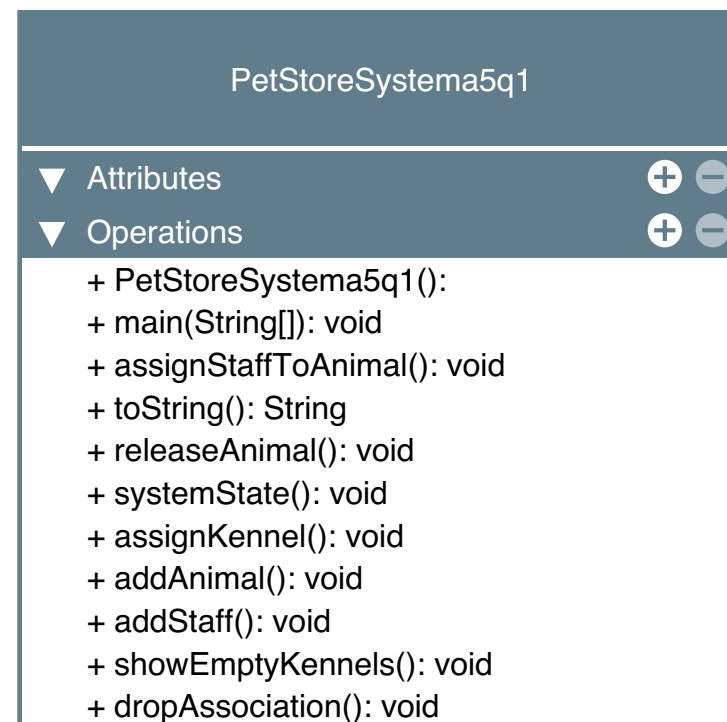 PetStoreSystema5q1
Attributes
Operations
+ PetStoreSystema5q1():
+ main(String[]): void
+ assignStaffToAnimal(): void
+ toString(): String
+ releaseAnimal(): void
+ systemState(): void
+ assignKennel(): void
+ addAnimal(): void
+ addStaff(): void
+ showEmptyKennels(): void
+ dropAssociation(): void